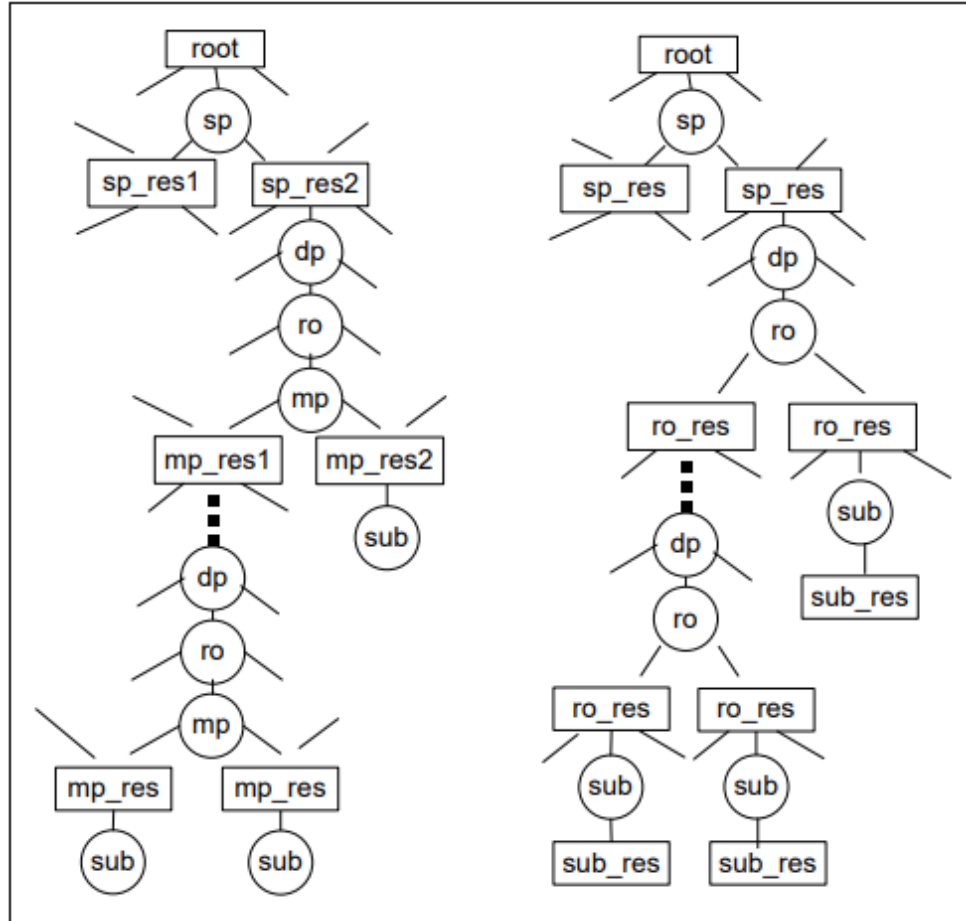 root
sp
sp_res1
sp_res2
dp
ro
mp
mp_res1
mp_res2
sub
dp
ro
mp
mp_res
mp_res
sub
sub
root
sp
sp_res
sp_res
dp
ro
ro_res
ro_res
sub
dp
sub_res
ro
ro_res
ro_res
sub
sub
sub_res
sub_res